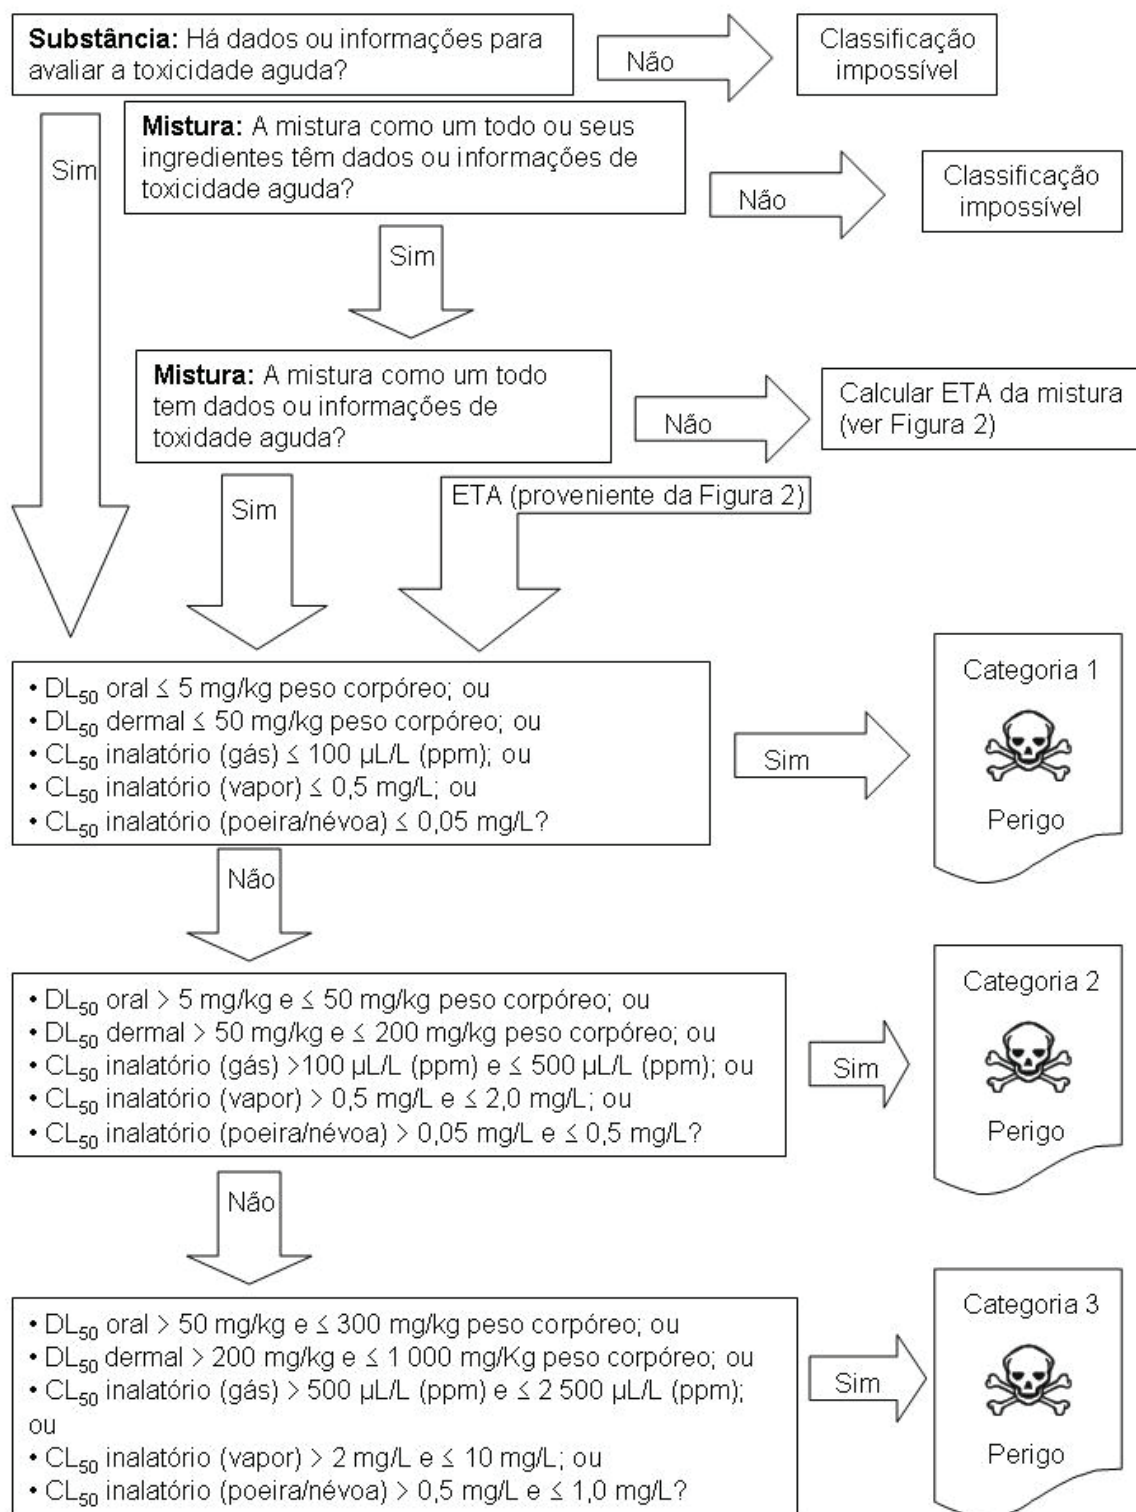 Substância: Há dados ou informações para
avaliar a toxicidade aguda?
Não
Classificação
impossível
Sim
Mistura: A mistura como um todo ou seus
ingredientes têm dados ou informações de
toxicidade aguda?
Não
Classificação
impossível
Sim
Mistura: A mistura como um todo
tem dados ou informações de
toxidade aguda?
Não
Calcular ETA da mistura
(ver Figura 2)
Sim
ETA (proveniente da Figura 2)
• DL50 oral ≤ 5 mg/kg peso corpóreo; ou
• DL50 dermal ≤ 50 mg/kg peso corpóreo; ou
• CL50 inalatório (gás) ≤ 100 µL/L (ppm); ou
• CL50 inalatório (vapor) ≤ 0,5 mg/L; ou
• CL50 inalatório (poeira/névoa) ≤ 0,05 mg/L?
Sim
Categoria 1
Perigo
Não
• DL50 oral > 5 mg/kg e ≤ 50 mg/kg peso corpóreo; ou
• DL50 dermal > 50 mg/kg e ≤ 200 mg/kg peso corpóreo; ou
• CL50 inalatório (gás) >100 µL/L (ppm) e ≤ 500 µL/L (ppm); ou
• CL50 inalatório (vapor) > 0,5 mg/L e ≤ 2,0 mg/L; ou
• CL50 inalatório (poeira/névoa) > 0,05 mg/L e ≤ 0,5 mg/L?
Sim
Categoria 2
Perigo
Não
• DL50 oral > 50 mg/kg e ≤ 300 mg/kg peso corpóreo; ou
• DL50 dermal > 200 mg/kg e ≤ 1 000 mg/Kg peso corpóreo; ou
• CL50 inalatório (gás) > 500 µL/L (ppm) e ≤ 2 500 µL/L (ppm);
ou
• CL50 inalatório (vapor) > 2 mg/L e ≤ 10 mg/L; ou
• CL50 inalatório (poeira/névoa) > 0,5 mg/L e ≤ 1,0 mg/L?
Sim
Categoria 3
Perigo